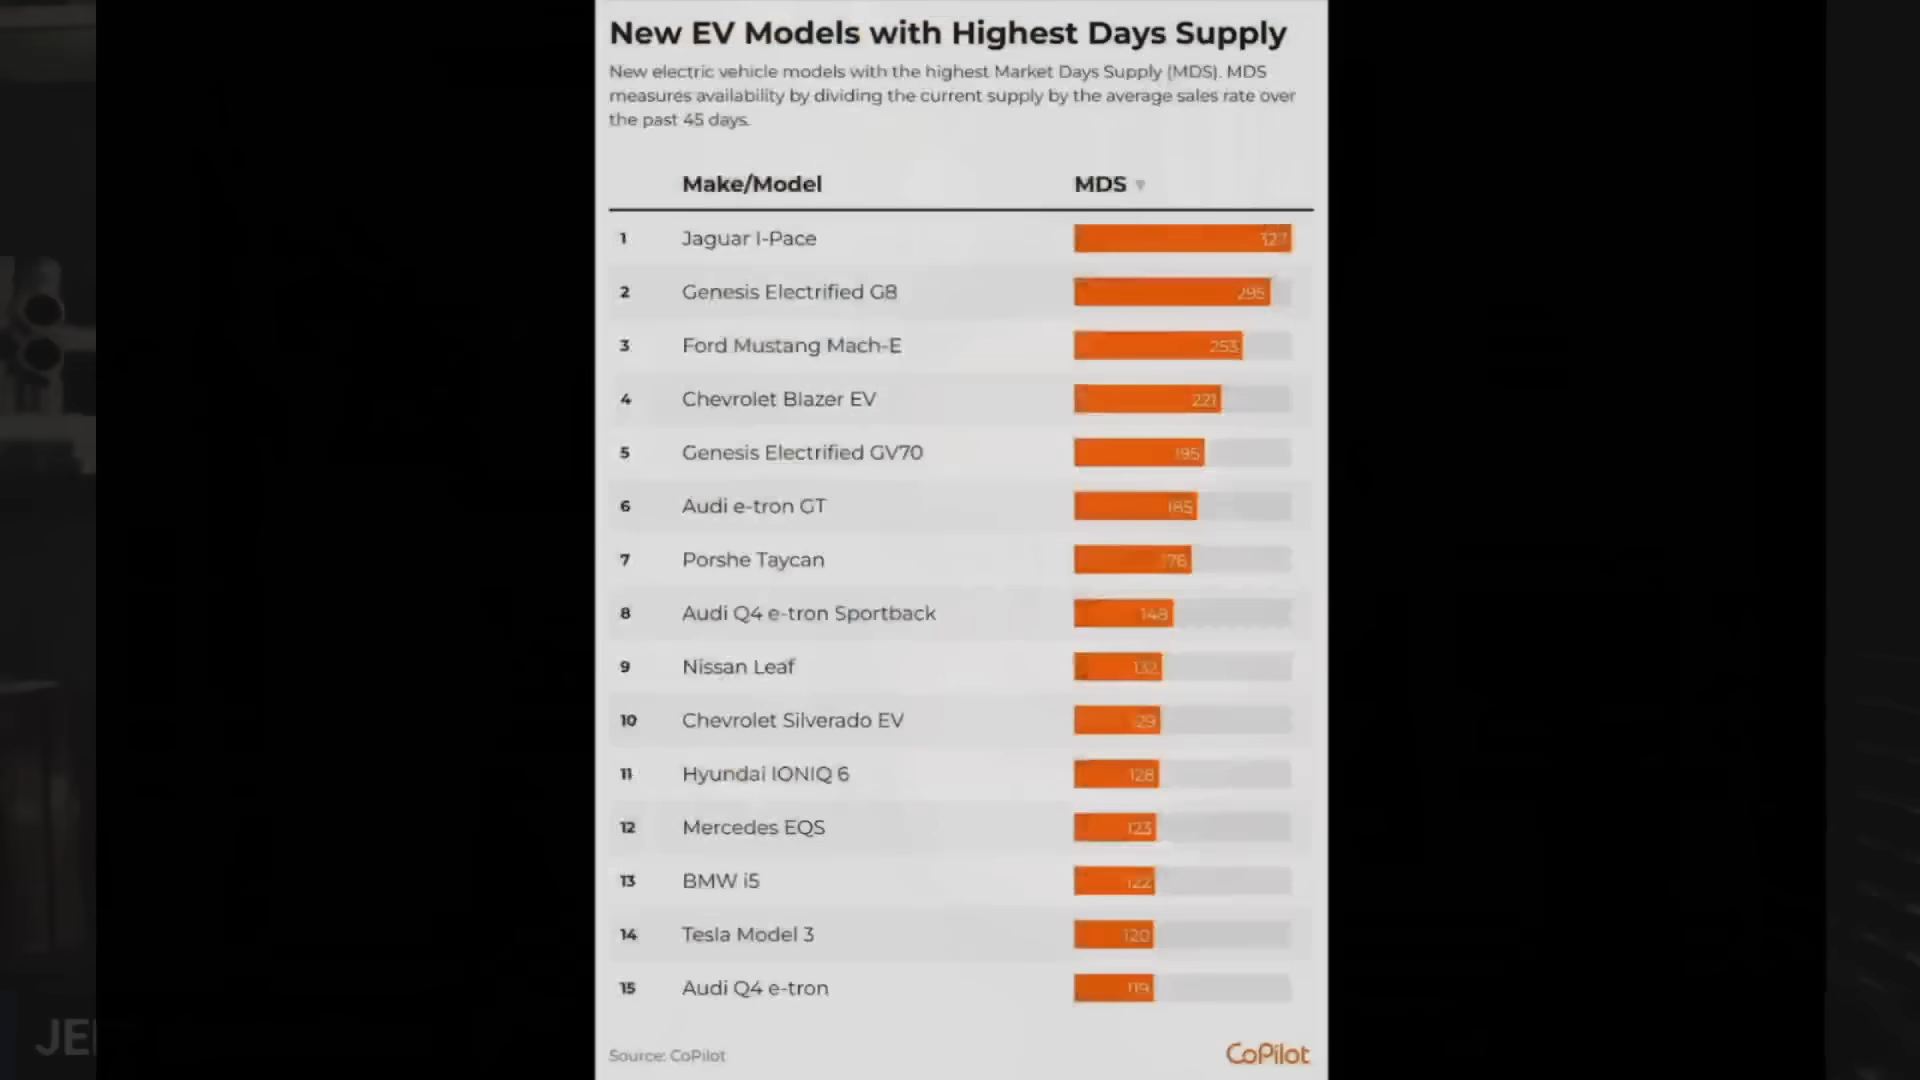 New EV Models with Highest Days Supply
New electric vehicle models with the highest Market Days Supply (MDS). MDS
measures availability by dividing the current supply by the average sales rate over
the past 45 days.
Make/Model MDS
1 Jaguar I-Pace 327
2 Genesis Electrified G8 295
3 Ford Mustang Mach-E 253
4 Chevrolet Blazer EV 221
5 Genesis Electrified GV70 195
6 Audi e-tron GT 185
7 Porshe Taycan 176
8 Audi Q4 e-tron Sportback 148
9 Nissan Leaf 132
10 Chevrolet Silverado EV 129
11 Hyundai IONIQ 6 128
12 Mercedes EQS 123
13 BMW i5 122
14 Tesla Model 3 120
15 Audi Q4 e-tron 119
Source: CoPilot CoPilot